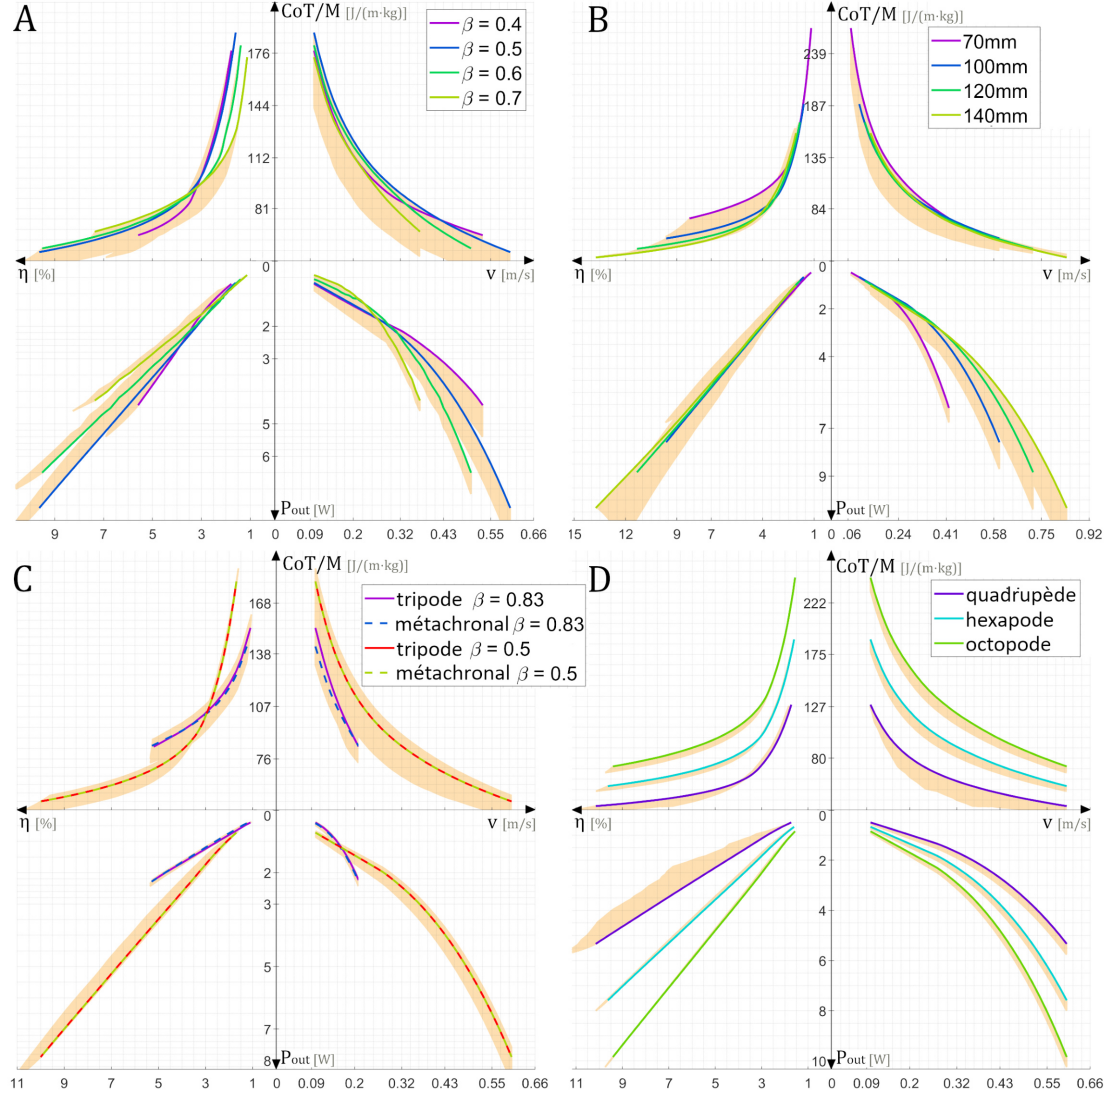 A
CoT/M [J/(m·kg)]
β = 0.4
β = 0.5
β = 0.6
β = 0.7
176
144
112
81
η [%]
0
v [m/s]
2
3
5
6
Pout [W]
9 7 5 3 1 0 0.09 0.2 0.32 0.43 0.55 0.66
B
CoT/M [J/(m·kg)]
70mm
100mm
120mm
140mm
239
187
135
84
η [%]
0
v [m/s]
2
4
7
9
Pout [W]
15 12 9 7 4 1 0 .06 0.24 0.41 0.58 0.75 0.92
C
CoT/M [J/(m·kg)]
tripode β = 0.83
métachronal β = 0.83
tripode β = 0.5
métachronal β = 0.5
168
138
107
76
η [%]
0
v [m/s]
2
3
5
7
8
Pout [W]
11 9 7 5 3 1 0 0.09 0.2 0.32 0.43 0.55 0.66
D
CoT/M [J/(m·kg)]
quadrupède
hexapode
octopode
222
175
127
80
η [%]
0
v [m/s]
2
4
6
8
10
Pout [W]
11 9 7 5 3 1 0 0.09 0.2 0.32 0.43 0.55 0.66